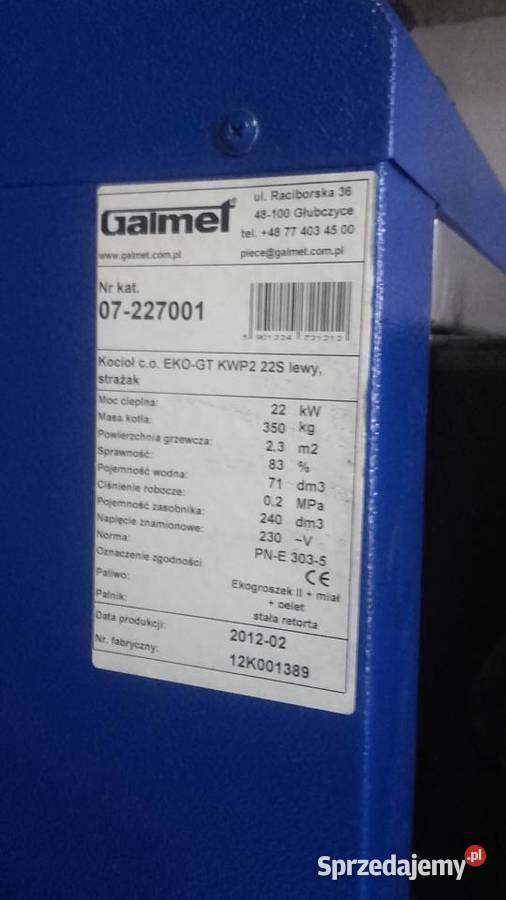 Galmet®
ul. Raciborska 36
48-100 Głubczyce
tel. +48 77 403 45 00
www.galmet.com.pl
piece@galmet.com.pl
Nr kat.
07-227001
5 901224 721212
Kocioł c.o. EKO-GT KWP2 22S lewy,
strażak
Moc cieplna: 22 kW
Masa kotła: 350 kg
Powierzchnia grzewcza: 2,3 m2
Sprawność: 83 %
Pojemność wodna: 71 dm3
Ciśnienie robocze: 0,2 MPa
Pojemność zasobnika: 240 dm3
Napięcie znamionowe: 230 ~V
Norma: PN-E 303-5
Oznaczenie zgodności CE
Paliwo: Ekogroszek II + miał
+ pelet
Palnik: stała retorta
Data produkcji: 2012-02
Nr. fabryczny: 12K001389
Sprzedajemy.pl